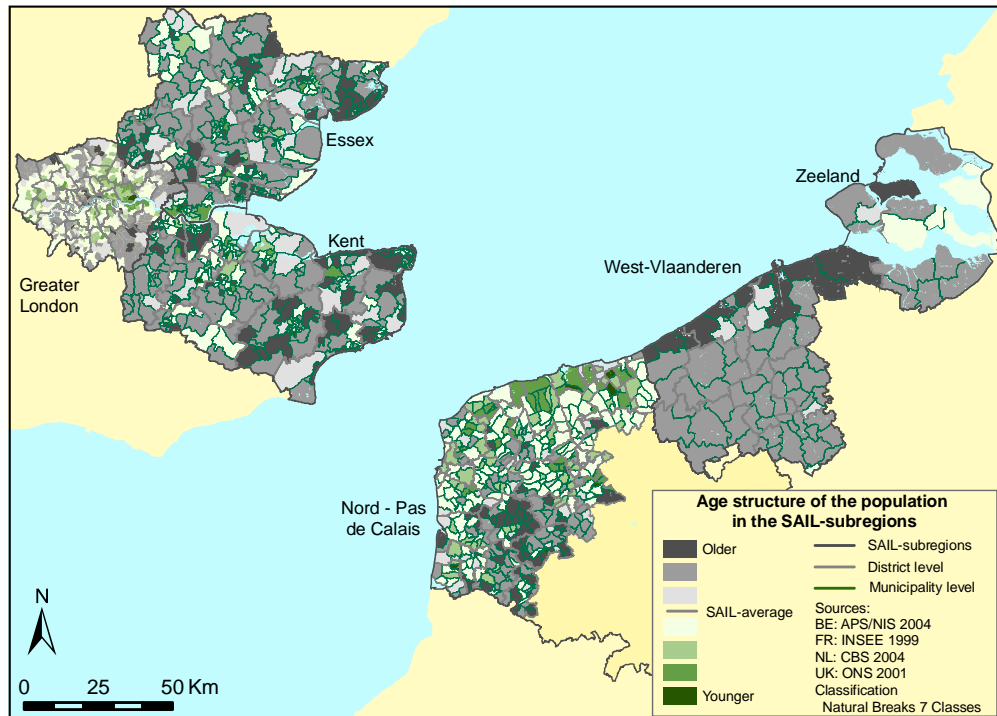 Essex
Zeeland
Kent
West-Vlaanderen
Greater
London
Nord - Pas
de Calais
N
0 25 50 Km
Age structure of the population
in the SAIL-subregions
Older
SAIL-average
Younger
SAIL-subregions
District level
Municipality level
Sources:
BE: APS/NIS 2004
FR: INSEE 1999
NL: CBS 2004
UK: ONS 2001
Classification
Natural Breaks 7 Classes